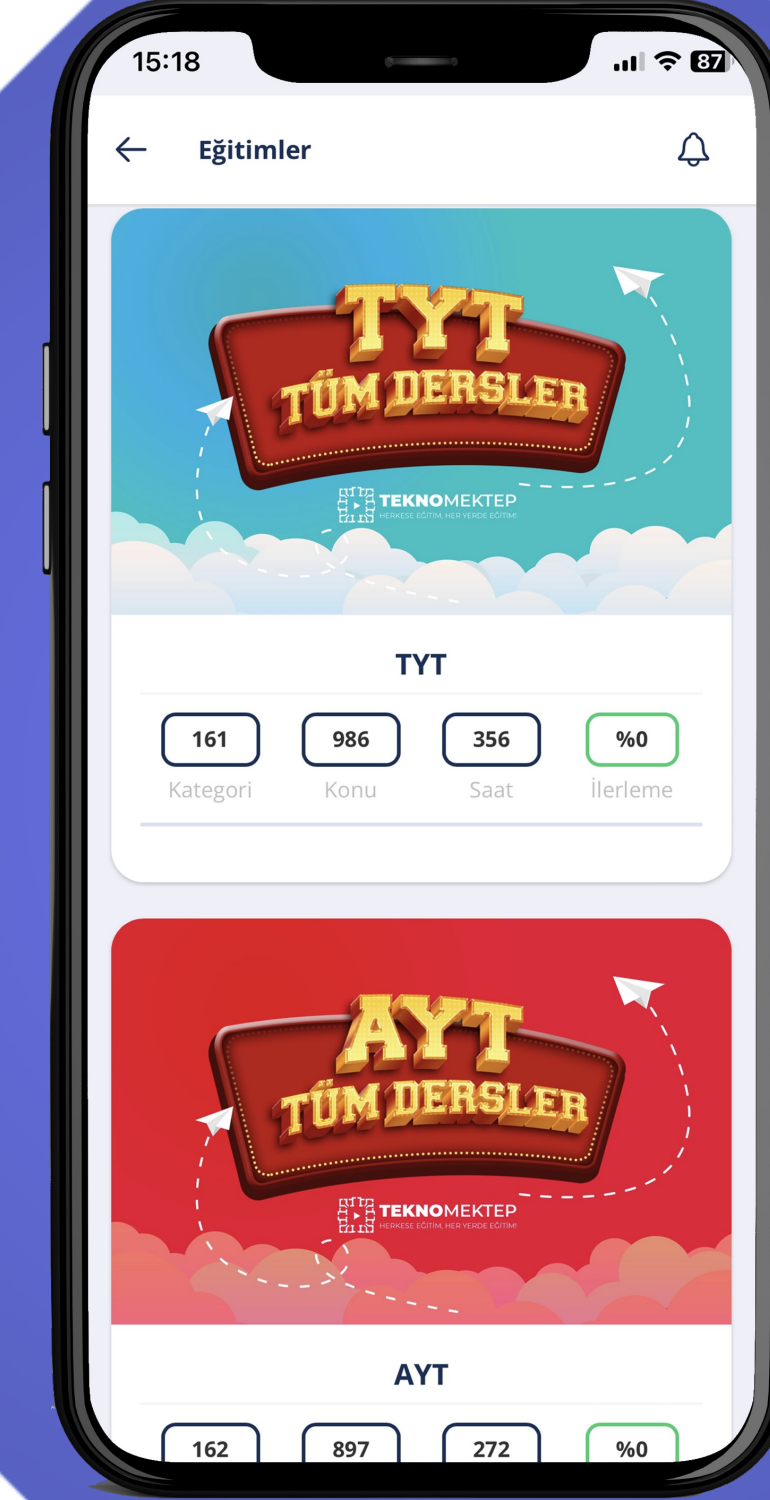 15:18
87
Eğitimler
TYT
TÜM DERSLER
TEKNOMEKTEP
HERKESE EĞİTİM, HER YERDE EĞİTİM!
TYT
161 986 356 %0
Kategori Konu Saat İlerleme
AYT
TÜM DERSLER
TEKNOMEKTEP
HERKESE EĞİTİM, HER YERDE EĞİTİM!
AYT
162 897 272 %0